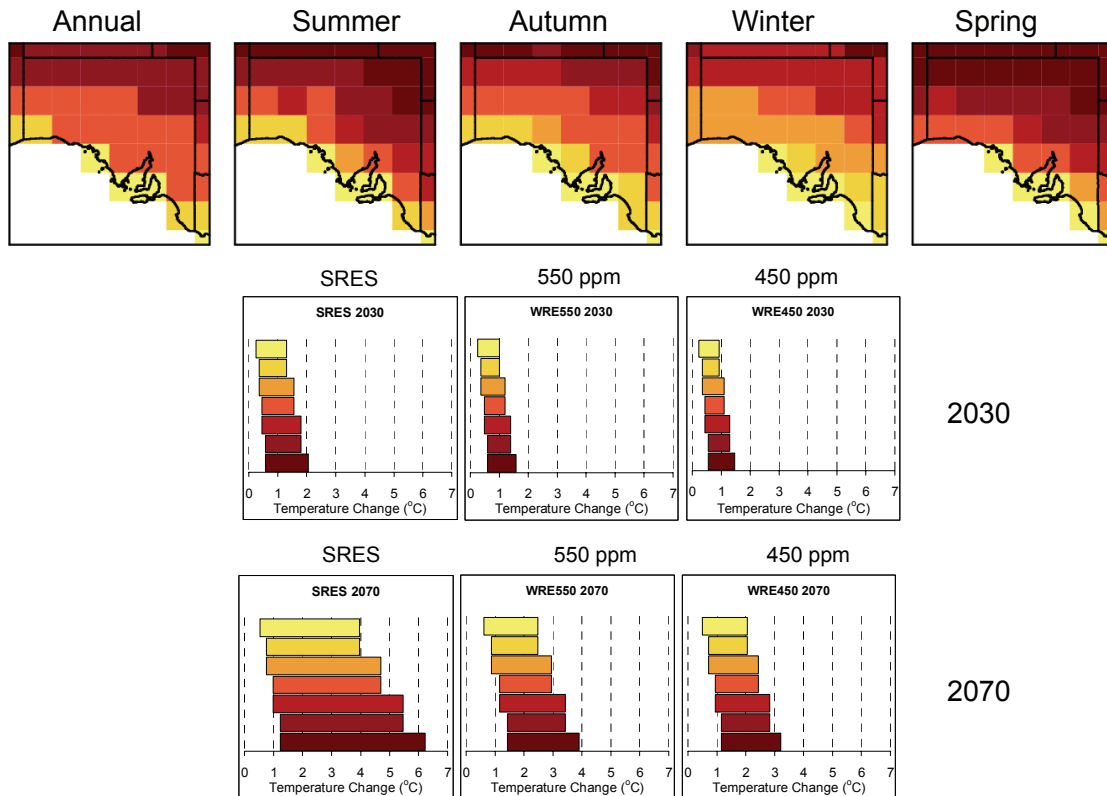 Annual Summer Autumn Winter Spring
SRES 550 ppm 450 ppm
SRES 2030 WRE550 2030 WRE450 2030
2030
0 1 2 3 4 5 6 7 0 1 2 3 4 5 6 7 0 1 2 3 4 5 6 7
Temperature Change (°C) Temperature Change (°C) Temperature Change (°C)
SRES 550 ppm 450 ppm
SRES 2070 WRE550 2070 WRE450 2070
2070
0 1 2 3 4 5 6 7 0 1 2 3 4 5 6 7 0 1 2 3 4 5 6 7
Temperature Change (°C) Temperature Change (°C) Temperature Change (°C)